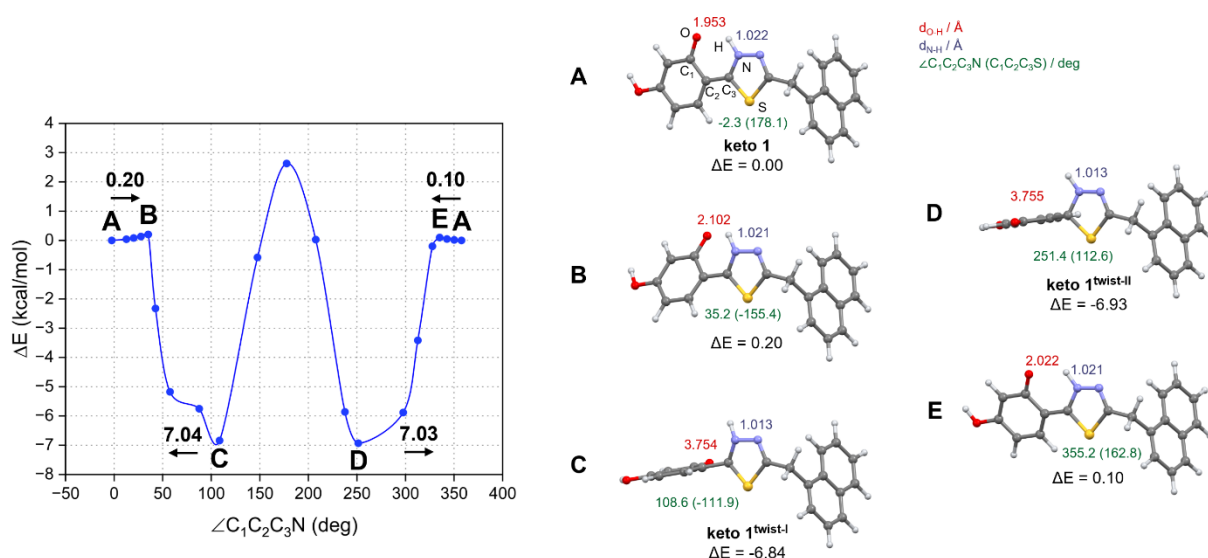 4
3
2
1
0
−1
−2
−3
−4
−5
−6
−7
−8
ΔE (kcal/mol)
0.20
A
B
0.10
E
A
7.04
C
D
7.03
−50
0
50
100
150
200
250
300
350
400
∠C₁C₂C₃N (deg)
A
1.953
O
H
1.022
N
C₁
C₂
C₃
S
-2.3 (178.1)
keto 1
ΔE = 0.00
B
2.102
1.021
35.2 (-155.4)
ΔE = 0.20
C
3.754
1.013
108.6 (-111.9)
keto 1ᵗʷⁱˢᵗ⁻ᴵ
ΔE = -6.84
d_O-H / Å
d_N-H / Å
∠C₁C₂C₃N (C₁C₂C₃S) / deg
D
3.755
1.013
251.4 (112.6)
keto 1ᵗʷⁱˢᵗ⁻ᴵᴵ
ΔE = -6.93
E
2.022
1.021
355.2 (162.8)
ΔE = 0.10